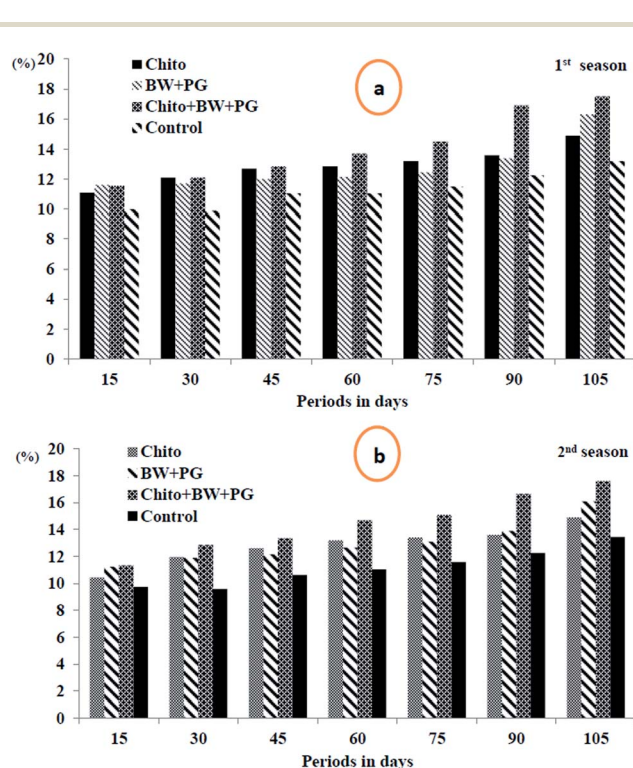 (%) 20
1st season
Chito
18
BW+PG
a
16
Chito+BW+PG
14
Control
12
10
8
6
4
2
0
15 30 45 60 75 90 105
Periods in days
(%) 20
2nd season
Chito
18
b
BW+PG
16
Chito+BW+PG
14
Control
12
10
8
6
4
2
0
15 30 45 60 75 90 105
Periods in days